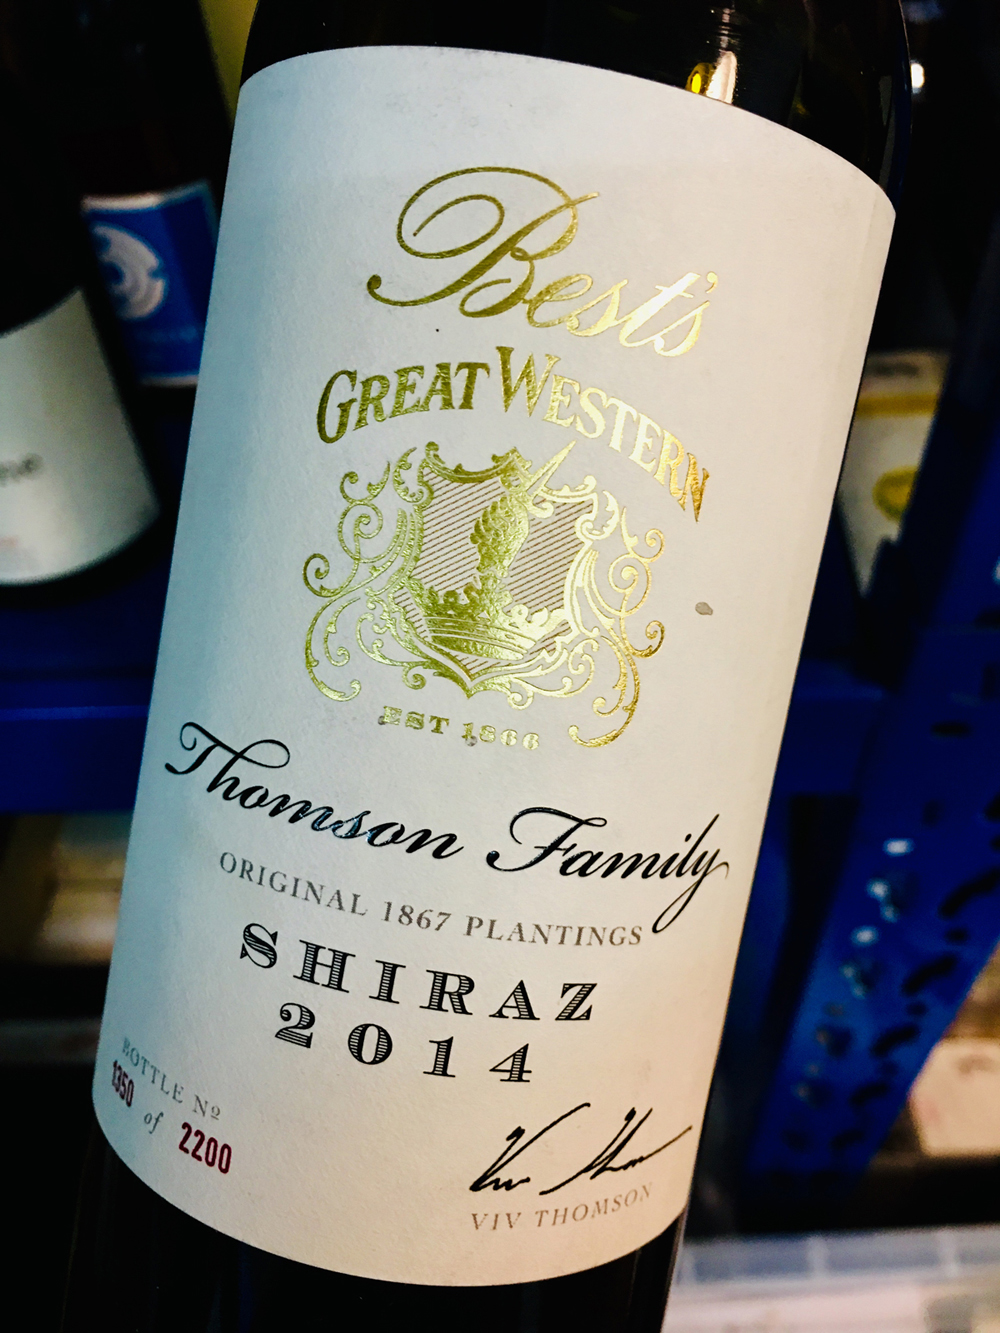 Best's
GREAT WESTERN
EST 1866
Thomson Family
ORIGINAL 1867 PLANTINGS
SHIRAZ
2014
BOTTLE Nº
1350 of 2200
VIV THOMSON